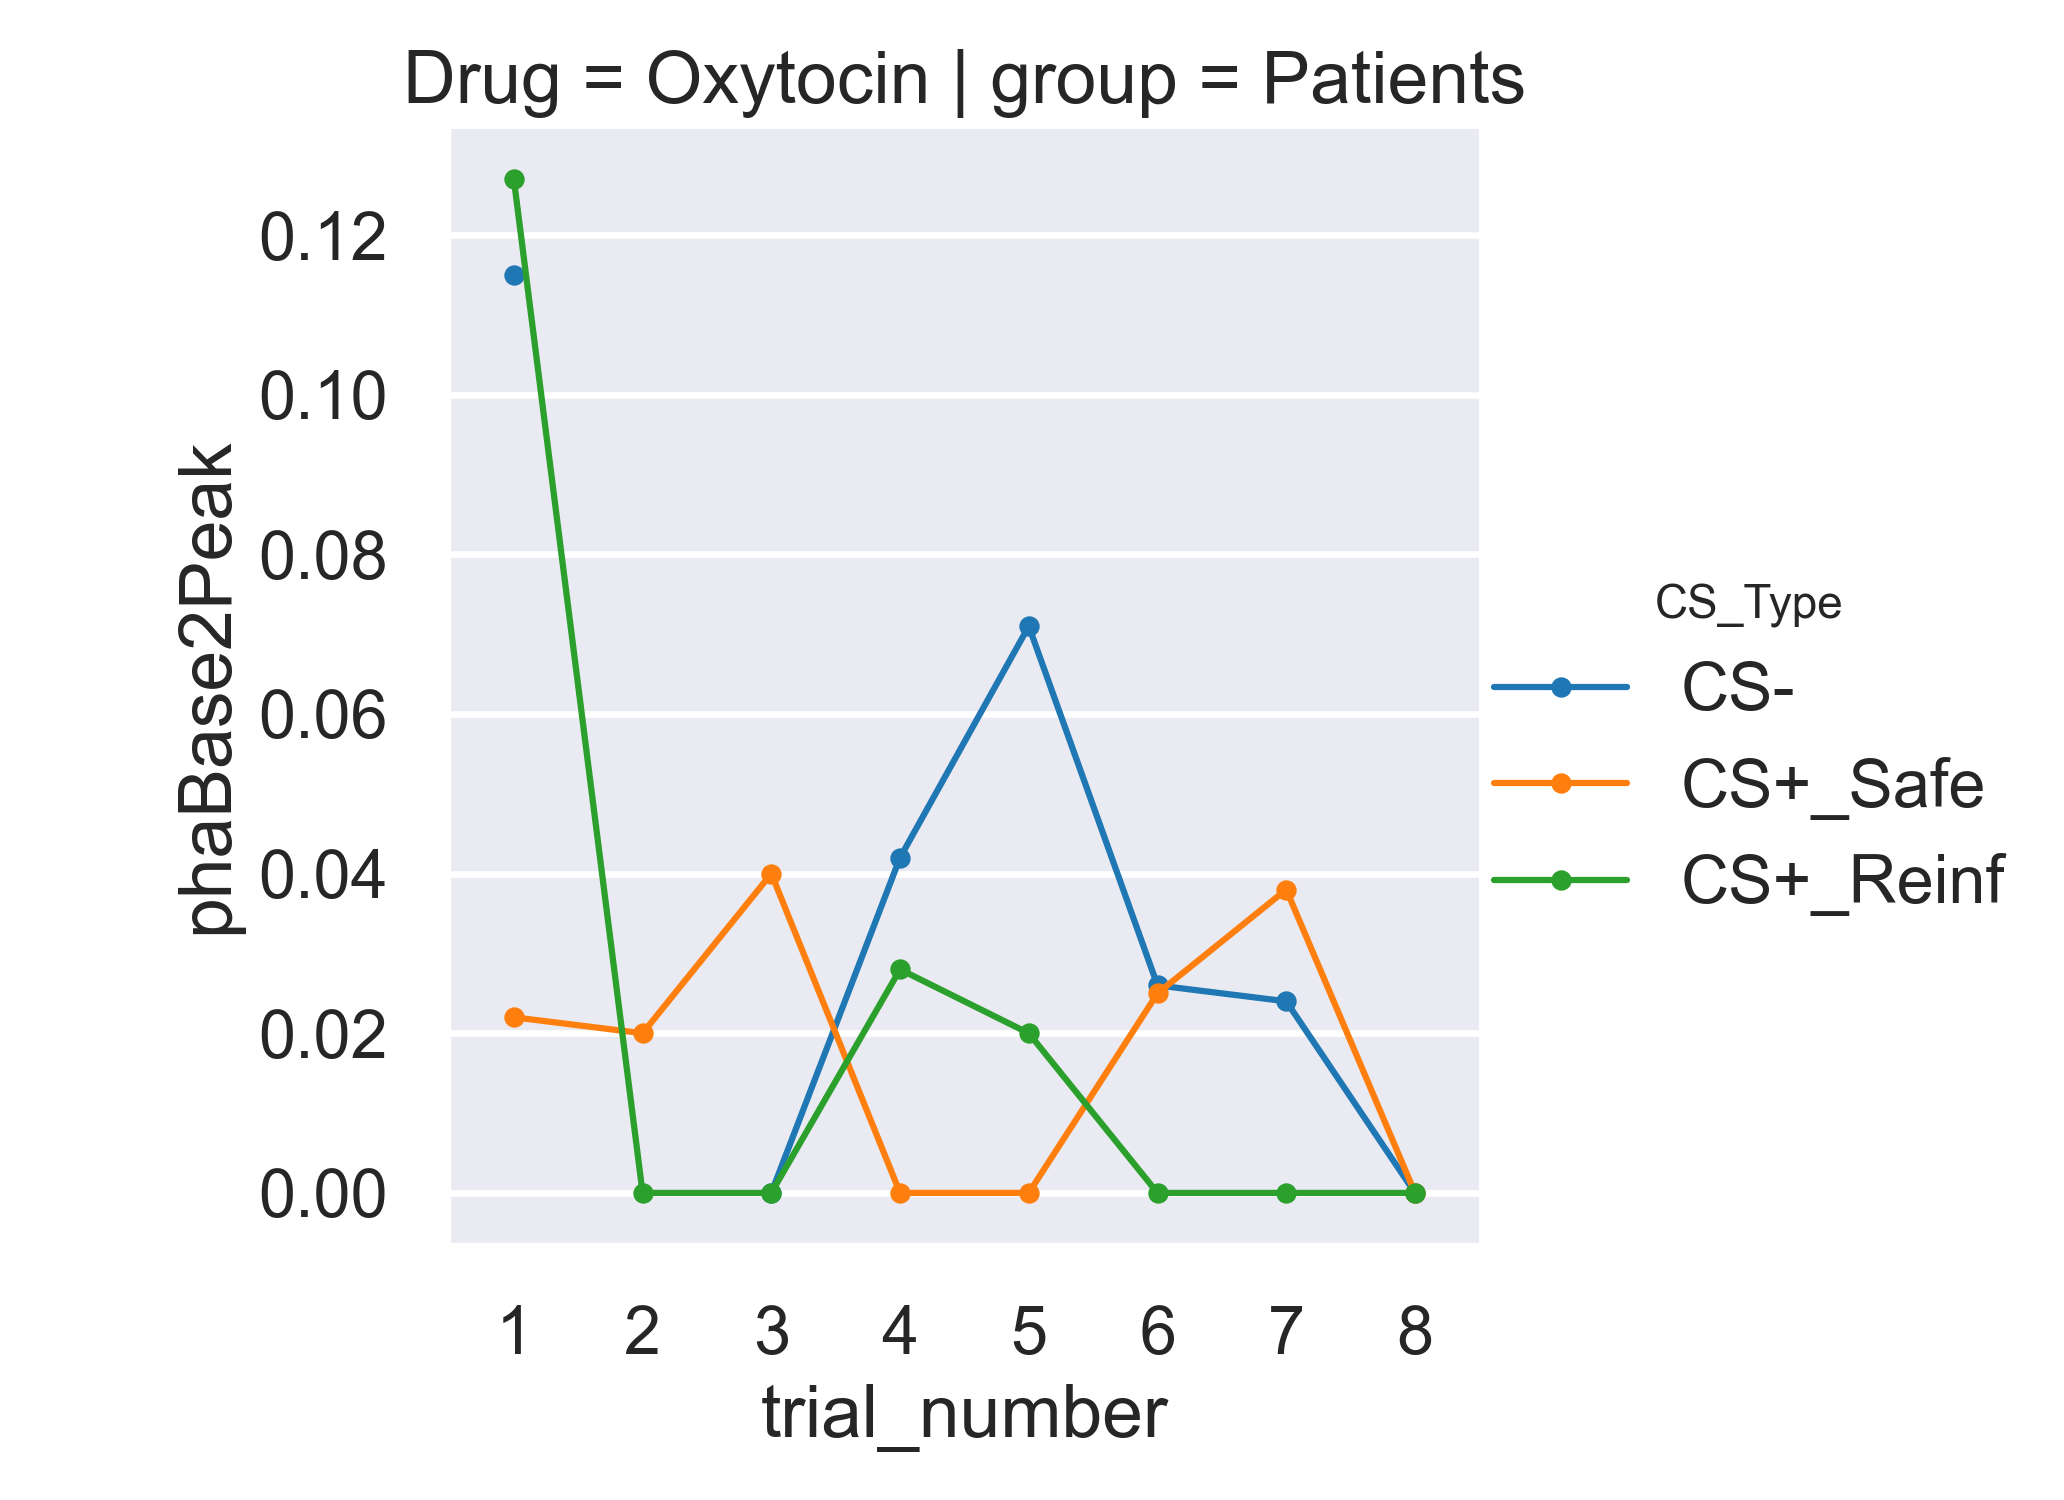 Drug = Oxytocin | group = Patients
0.12
0.10
0.08
0.06
0.04
0.02
0.00
phaBase2Peak
1 2 3 4 5 6 7 8
trial_number
CS_Type
CS-
CS+_Safe
CS+_Reinf